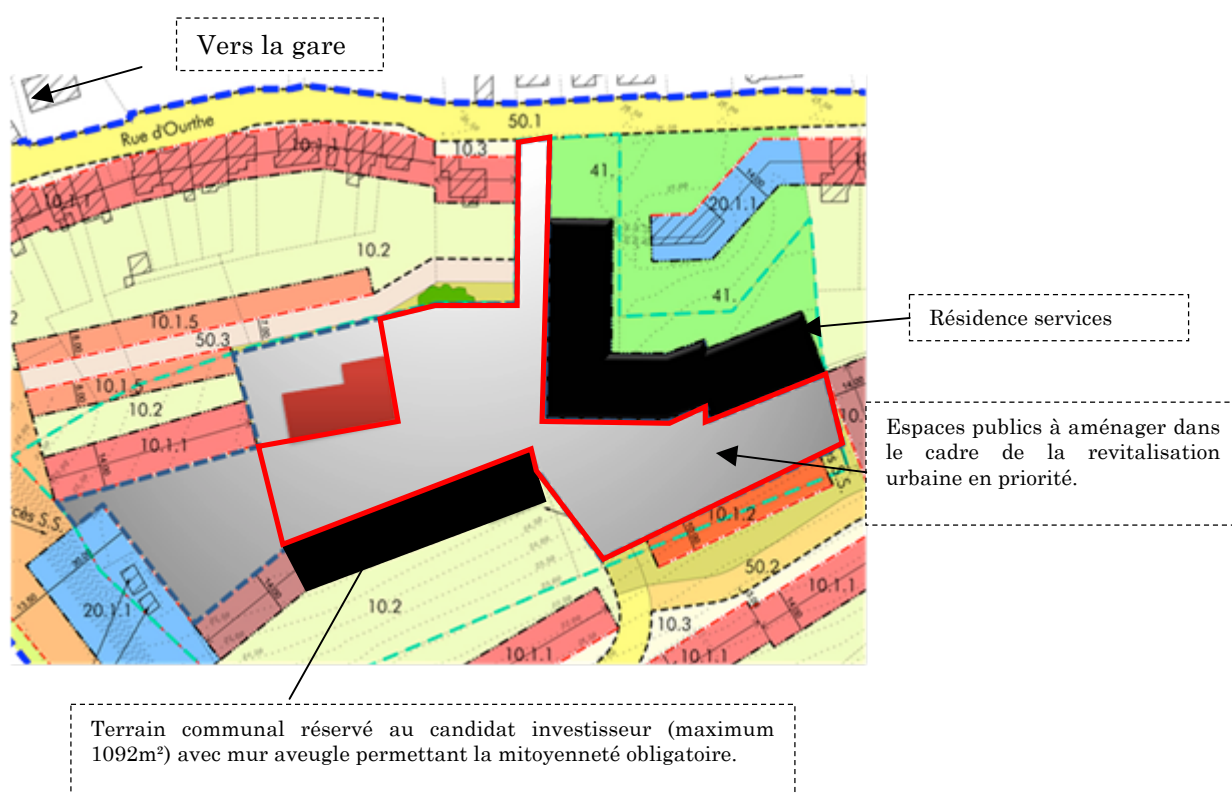 Vers la gare
Rue d'Ourthe
50.1
10.1.1
10.3
10.1.1
41.
20.1.1
10.2
41.
10.1.5
50.3
10.1.5
10.2
10.1.1
Résidence services
Espaces publics à aménager dans
le cadre de la revitalisation
urbaine en priorité.
10.1.2
50.2
20.1.1
10.2
10.3
10.1.1
10.1.1
10.1.1
Terrain communal réservé au candidat investisseur (maximum
1092m²) avec mur aveugle permettant la mitoyenneté obligatoire.